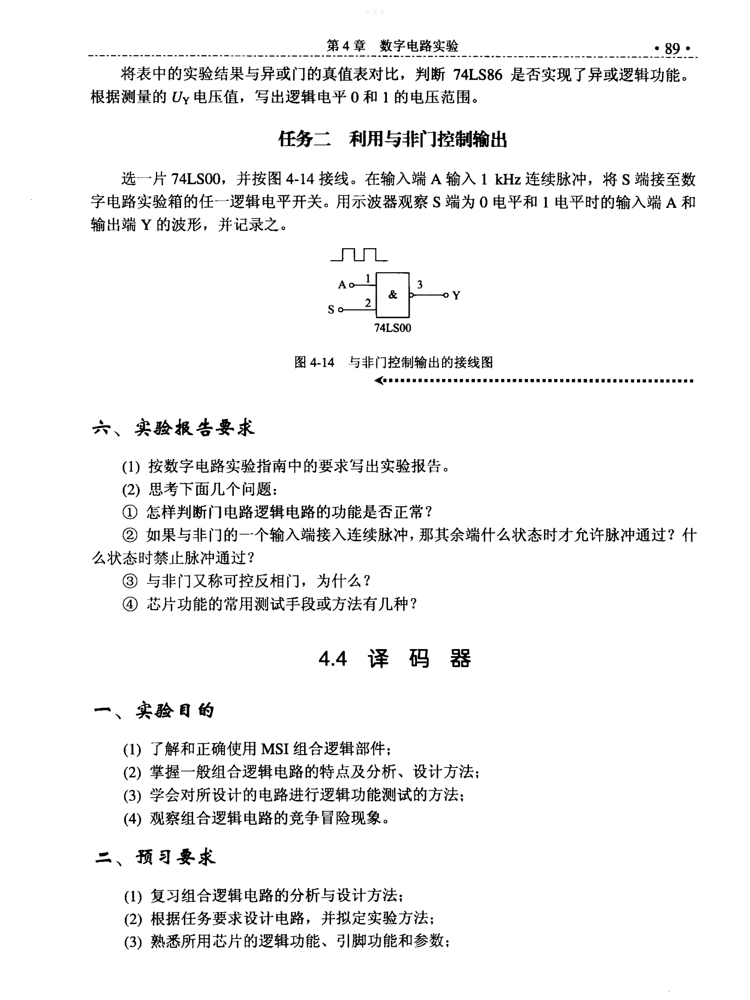 第 4 章 数字电路实验 · 89 ·
将表中的实验结果与异或门的真值表对比，判断 74LS86 是否实现了异或逻辑功能。
根据测量的 UY 电压值，写出逻辑电平 0 和 1 的电压范围。
任务二 利用与非门控制输出
选一片 74LS00，并按图 4-14 接线。在输入端 A 输入 1 kHz 连续脉冲，将 S 端接至数
字电路实验箱的任一逻辑电平开关。用示波器观察 S 端为 0 电平和 1 电平时的输入端 A 和
输出端 Y 的波形，并记录之。
A 1
3
& Y
S 2
74LS00
图 4-14 与非门控制输出的接线图
六、实验报告要求
(1) 按数字电路实验指南中的要求写出实验报告。
(2) 思考下面几个问题：
① 怎样判断门电路逻辑电路的功能是否正常？
② 如果与非门的一个输入端接入连续脉冲，那其余端什么状态时才允许脉冲通过？什
么状态时禁止脉冲通过？
③ 与非门又称可控反相门，为什么？
④ 芯片功能的常用测试手段或方法有几种？
4.4 译 码 器
一、实验目的
(1) 了解和正确使用 MSI 组合逻辑部件；
(2) 掌握一般组合逻辑电路的特点及分析、设计方法；
(3) 学会对所设计的电路进行逻辑功能测试的方法；
(4) 观察组合逻辑电路的竞争冒险现象。
二、预习要求
(1) 复习组合逻辑电路的分析与设计方法；
(2) 根据任务要求设计电路，并拟定实验方法；
(3) 熟悉所用芯片的逻辑功能、引脚功能和参数；